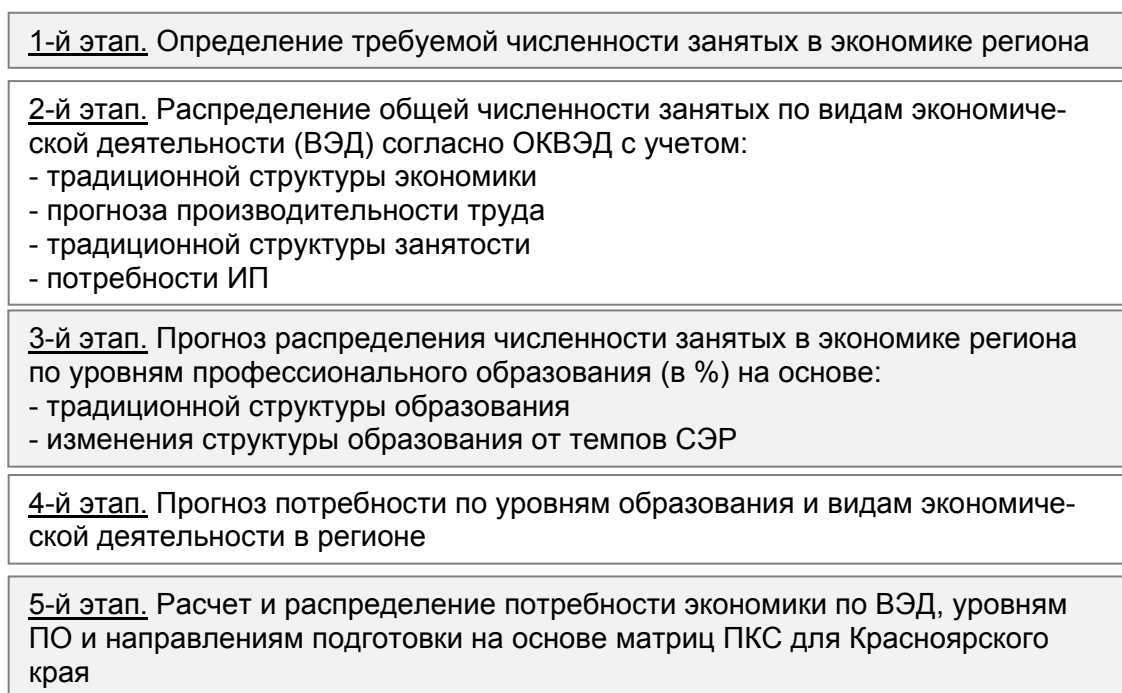 1-й этап. Определение требуемой численности занятых в экономике региона
2-й этап. Распределение общей численности занятых по видам экономиче-
ской деятельности (ВЭД) согласно ОКВЭД с учетом:
- традиционной структуры экономики
- прогноза производительности труда
- традиционной структуры занятости
- потребности ИП
3-й этап. Прогноз распределения численности занятых в экономике региона
по уровням профессионального образования (в %) на основе:
- традиционной структуры образования
- изменения структуры образования от темпов СЭР
4-й этап. Прогноз потребности по уровням образования и видам экономиче-
ской деятельности в регионе
5-й этап. Расчет и распределение потребности экономики по ВЭД, уровням
ПО и направлениям подготовки на основе матриц ПКС для Красноярского
края